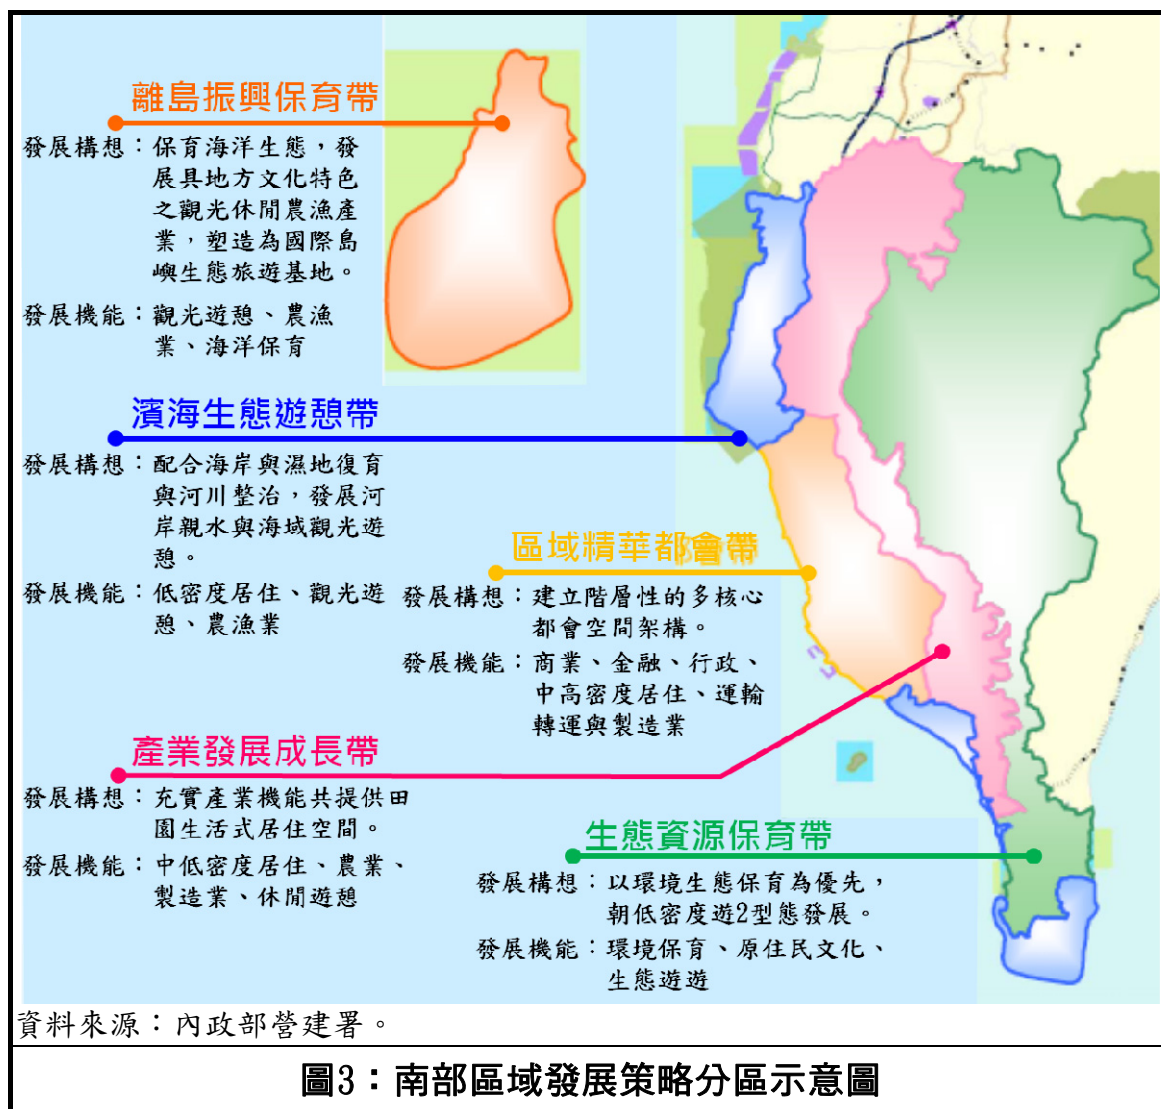 離島振興保育帶
發展構想：保育海洋生態，發
展具地方文化特色
之觀光休閒農漁產
業，塑造為國際島
嶼生態旅遊基地。
發展機能：觀光遊憩、農漁
業、海洋保育
濱海生態遊憩帶
發展構想：配合海岸與濕地復育
與河川整治，發展河
岸親水與海域觀光遊
憩。
發展機能：低密度居住、觀光遊
憩、農漁業
區域精華都會帶
發展構想：建立階層性的多核心
都會空間架構。
發展機能：商業、金融、行政、
中高密度居住、運輸
轉運與製造業
產業發展成長帶
發展構想：充實產業機能共提供田
園生活式居住空間。
發展機能：中低密度居住、農業、
製造業、休閒遊憩
生態資源保育帶
發展構想：以環境生態保育為優先，
朝低密度遊2型態發展。
發展機能：環境保育、原住民文化、
生態遊遊
資料來源：內政部營建署。
圖3：南部區域發展策略分區示意圖